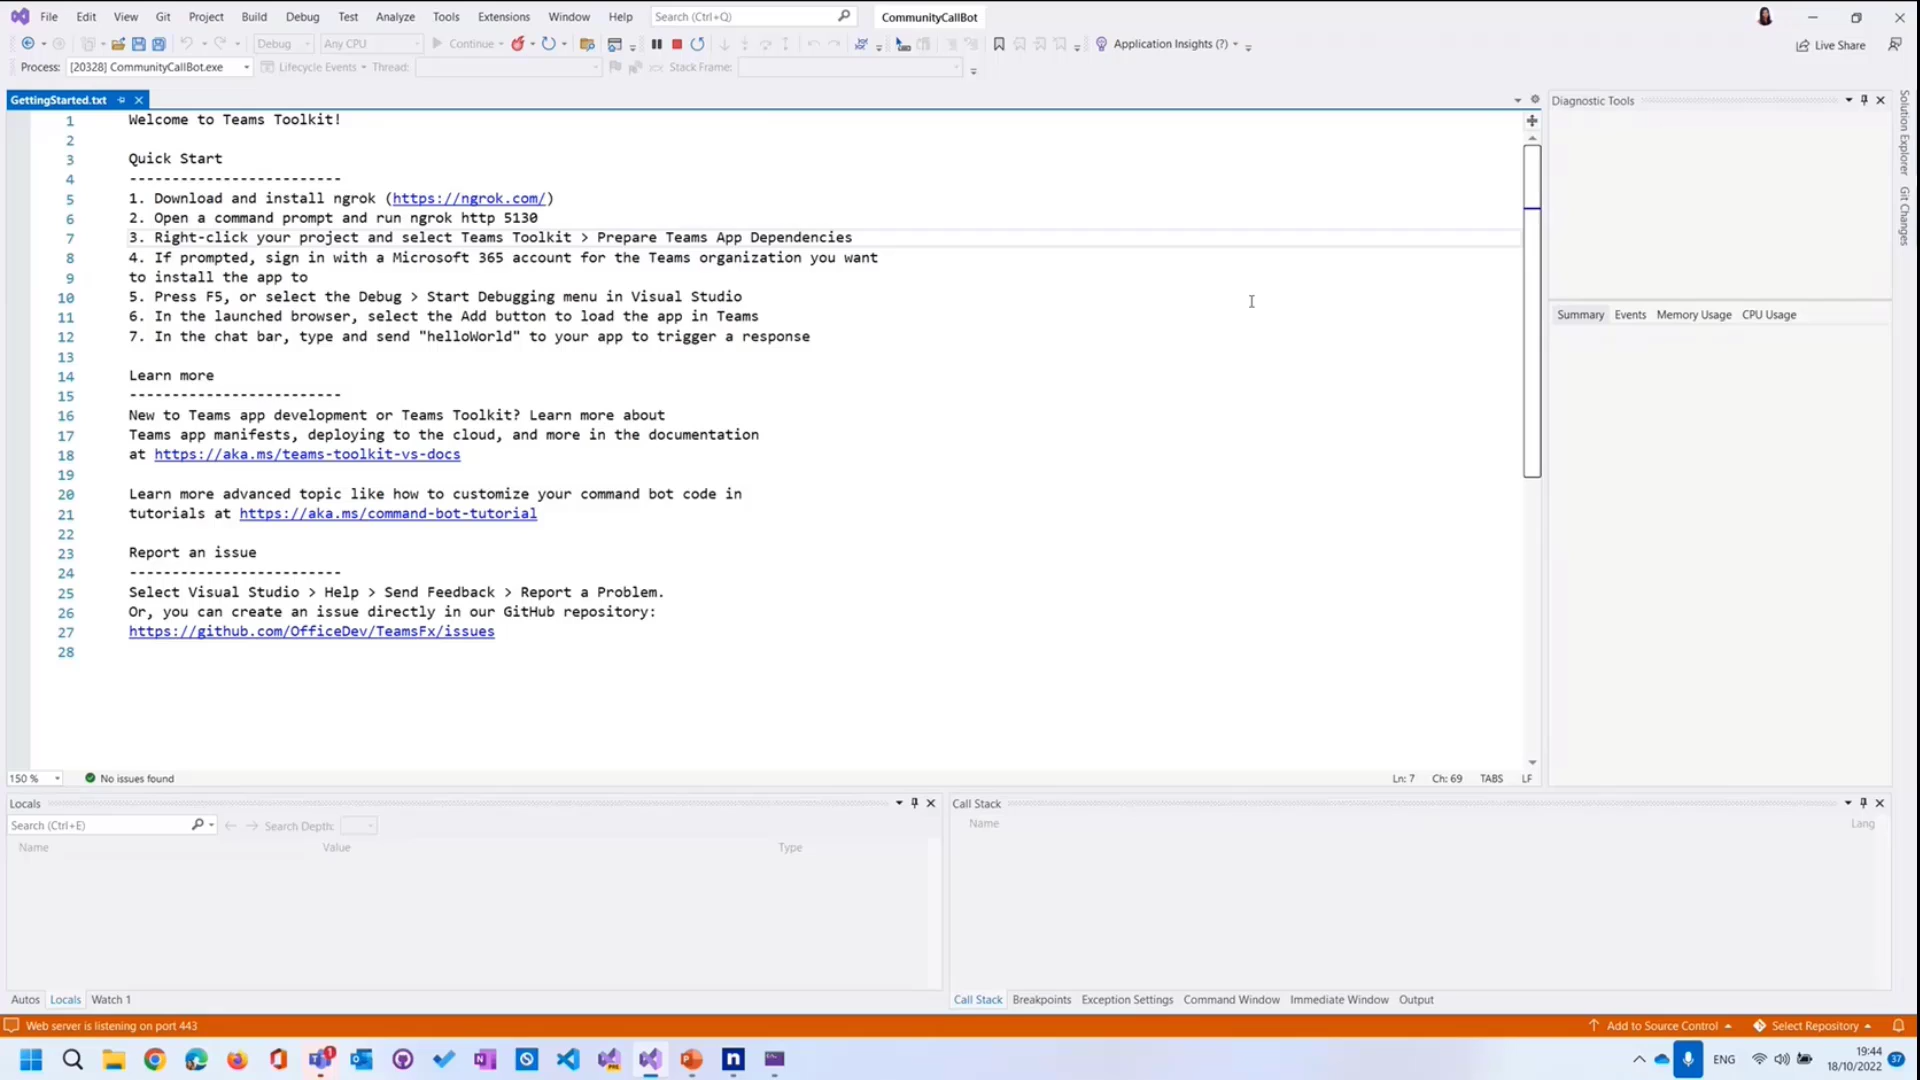 File Edit View Git Project Build Debug Test Analyze Tools Extensions Window Help Search (Ctrl+Q) CommunityCallBot
Debug Any CPU Continue Application Insights (?) Live Share
Process: [20328] CommunityCallBot.exe Lifecycle Events Thread: Stack Frame:
GettingStarted.txt
1 Welcome to Teams Toolkit!
2
3 Quick Start
4 -------------------------
5 1. Download and install ngrok (https://ngrok.com/)
6 2. Open a command prompt and run ngrok http 5130
7 3. Right-click your project and select Teams Toolkit > Prepare Teams App Dependencies
8 4. If prompted, sign in with a Microsoft 365 account for the Teams organization you want
9 to install the app to
10 5. Press F5, or select the Debug > Start Debugging menu in Visual Studio
11 6. In the launched browser, select the Add button to load the app in Teams
12 7. In the chat bar, type and send "helloWorld" to your app to trigger a response
13
14 Learn more
15 -------------------------
16 New to Teams app development or Teams Toolkit? Learn more about
17 Teams app manifests, deploying to the cloud, and more in the documentation
18 at https://aka.ms/teams-toolkit-vs-docs
19
20 Learn more advanced topic like how to customize your command bot code in
21 tutorials at https://aka.ms/command-bot-tutorial
22
23 Report an issue
24 -------------------------
25 Select Visual Studio > Help > Send Feedback > Report a Problem.
26 Or, you can create an issue directly in our GitHub repository:
27 https://github.com/OfficeDev/TeamsFx/issues
28
150 % No issues found Ln: 7 Ch: 69 TABS LF
Diagnostic Tools
Summary Events Memory Usage CPU Usage
Solution Explorer
Git Changes
Locals
Search (Ctrl+E) Search Depth:
Name Value Type
Autos Locals Watch 1
Call Stack
Name Lang
Call Stack Breakpoints Exception Settings Command Window Immediate Window Output
Web server is listening on port 443 Add to Source Control Select Repository
ENG
19:44
18/10/2022
37